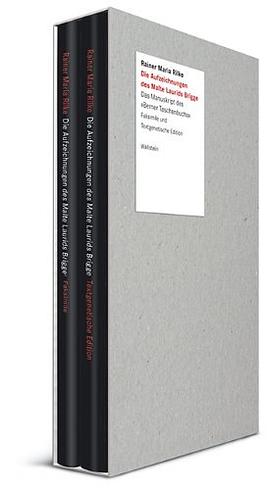 Rainer Maria Rilke Die Aufzeichnungen des Malte Laurids Brigge Faksimile
Rainer Maria Rilke Die Aufzeichnungen des Malte Laurids Brigge Textgenetische Edition
Rainer Maria Rilke
Die Aufzeichnungen
des Malte Laurids Brigge
Das Manuskript des
»Berner Taschenbuchs«
Faksimile und
Textgenetische Edition
Wallstein